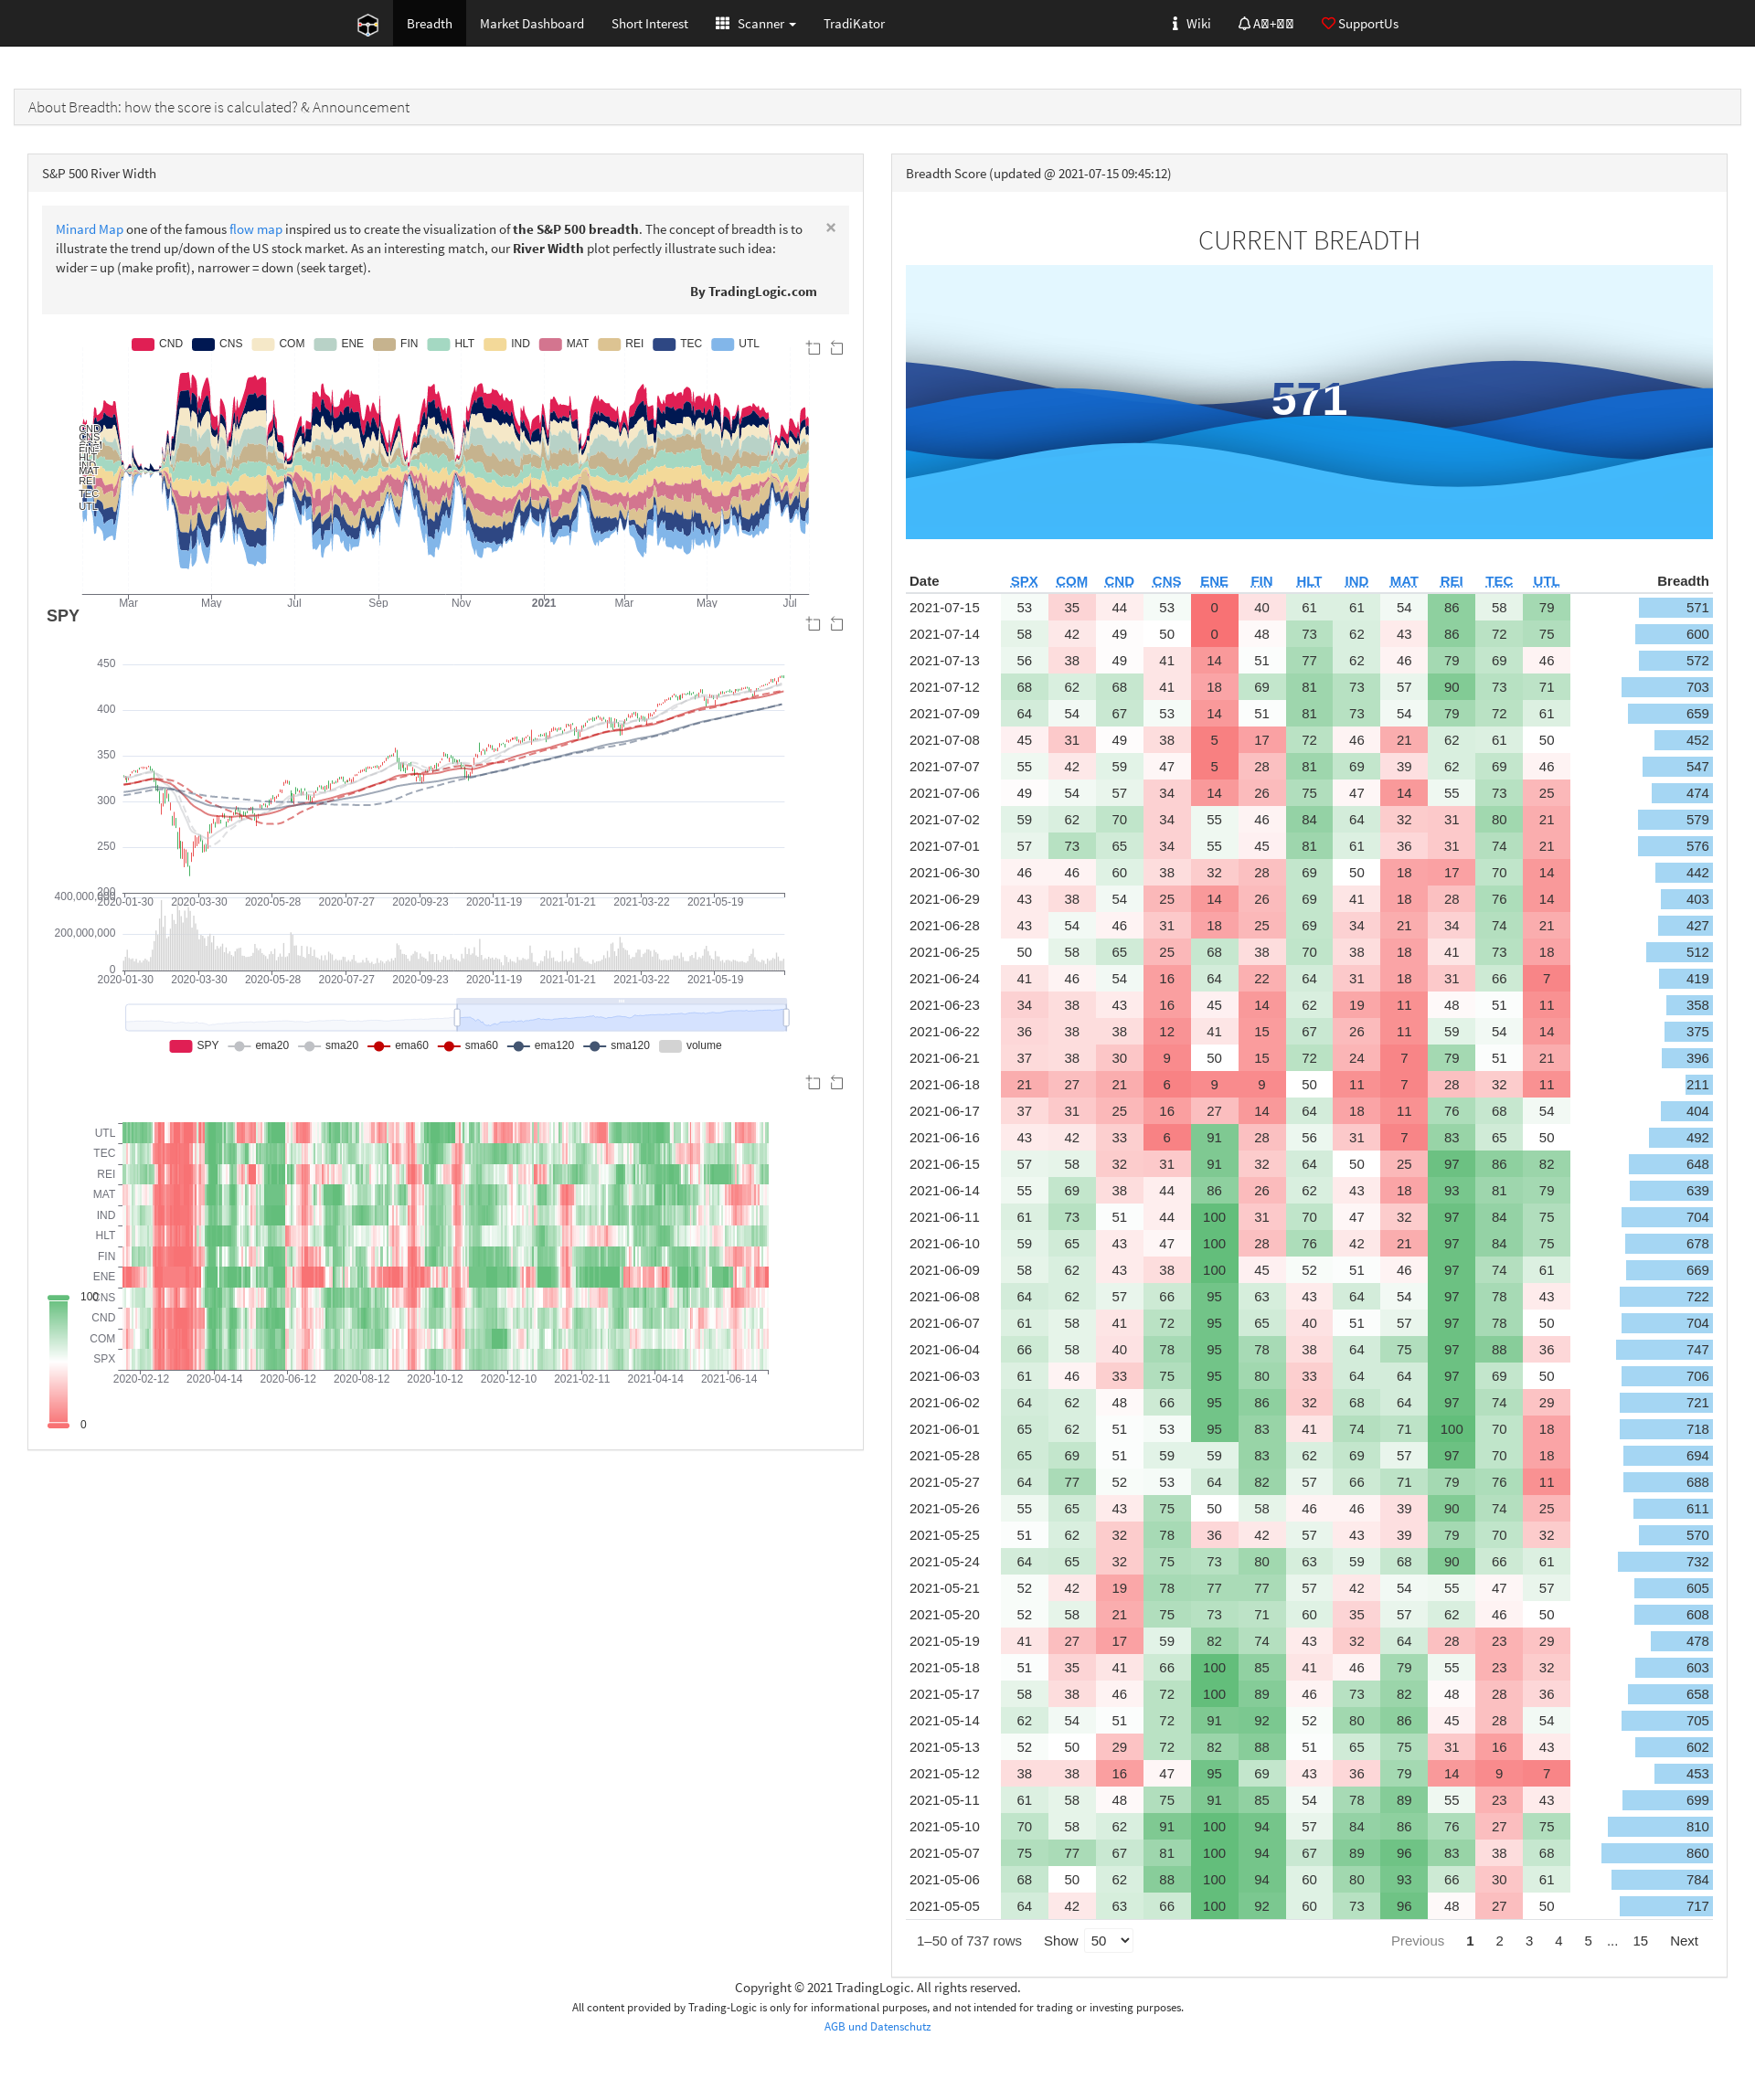 Breadth
Market Dashboard
Short Interest
Scanner
TradiKator
Wiki
SupportUs
About Breadth: how the score is calculated? & Announcement
S&P 500 River Width
Minard Map one of the famous flow map inspired us to create the visualization of the S&P 500 breadth. The concept of breadth is to
illustrate the trend up/down of the US stock market. As an interesting match, our River Width plot perfectly illustrate such idea:
wider = up (make profit), narrower = down (seek target).
×
By TradingLogic.com
CND CNS COM ENE FIN HLT IND MAT REI TEC UTL
CND
CNS
HLT
MAT
REI
TEC
UTL
Mar May Jul Sep Nov 2021 Mar May Jul
SPY
450
400
350
300
250
200
2020-01-30 2020-03-30 2020-05-28 2020-07-27 2020-09-23 2020-11-19 2021-01-21 2021-03-22 2021-05-19
400,000,000
200,000,000
0
2020-01-30 2020-03-30 2020-05-28 2020-07-27 2020-09-23 2020-11-19 2021-01-21 2021-03-22 2021-05-19
SPY ema20 sma20 ema60 sma60 ema120 sma120 volume
UTL
TEC
REI
MAT
IND
HLT
FIN
ENE
CNS
CND
COM
SPX
100
0
2020-02-12 2020-04-14 2020-06-12 2020-08-12 2020-10-12 2020-12-10 2021-02-11 2021-04-14 2021-06-14
Breadth Score (updated @ 2021-07-15 09:45:12)
CURRENT BREADTH
571
Date SPX COM CND CNS ENE FIN HLT IND MAT REI TEC UTL Breadth
2021-07-15 53 35 44 53 0 40 61 61 54 86 58 79 571
2021-07-14 58 42 49 50 0 48 73 62 43 86 72 75 600
2021-07-13 56 38 49 41 14 51 77 62 46 79 69 46 572
2021-07-12 68 62 68 41 18 69 81 73 57 90 73 71 703
2021-07-09 64 54 67 53 14 51 81 73 54 79 72 61 659
2021-07-08 45 31 49 38 5 17 72 46 21 62 61 50 452
2021-07-07 55 42 59 47 5 28 81 69 39 62 69 46 547
2021-07-06 49 54 57 34 14 26 75 47 14 55 73 25 474
2021-07-02 59 62 70 34 55 46 84 64 32 31 80 21 579
2021-07-01 57 73 65 34 55 45 81 61 36 31 74 21 576
2021-06-30 46 46 60 38 32 28 69 50 18 17 70 14 442
2021-06-29 43 38 54 25 14 26 69 41 18 28 76 14 403
2021-06-28 43 54 46 31 18 25 69 34 21 34 74 21 427
2021-06-25 50 58 65 25 68 38 70 38 18 41 73 18 512
2021-06-24 41 46 54 16 64 22 64 31 18 31 66 7 419
2021-06-23 34 38 43 16 45 14 62 19 11 48 51 11 358
2021-06-22 36 38 38 12 41 15 67 26 11 59 54 14 375
2021-06-21 37 38 30 9 50 15 72 24 7 79 51 21 396
2021-06-18 21 27 21 6 9 9 50 11 7 28 32 11 211
2021-06-17 37 31 25 16 27 14 64 18 11 76 68 54 404
2021-06-16 43 42 33 6 91 28 56 31 7 83 65 50 492
2021-06-15 57 58 32 31 91 32 64 50 25 97 86 82 648
2021-06-14 55 69 38 44 86 26 62 43 18 93 81 79 639
2021-06-11 61 73 51 44 100 31 70 47 32 97 84 75 704
2021-06-10 59 65 43 47 100 28 76 42 21 97 84 75 678
2021-06-09 58 62 43 38 100 45 52 51 46 97 74 61 669
2021-06-08 64 62 57 66 95 63 43 64 54 97 78 43 722
2021-06-07 61 58 41 72 95 65 40 51 57 97 78 50 704
2021-06-04 66 58 40 78 95 78 38 64 75 97 88 36 747
2021-06-03 61 46 33 75 95 80 33 64 64 97 69 50 706
2021-06-02 64 62 48 66 95 86 32 68 64 97 74 29 721
2021-06-01 65 62 51 53 95 83 41 74 71 100 70 18 718
2021-05-28 65 69 51 59 59 83 62 69 57 97 70 18 694
2021-05-27 64 77 52 53 64 82 57 66 71 79 76 11 688
2021-05-26 55 65 43 75 50 58 46 46 39 90 74 25 611
2021-05-25 51 62 32 78 36 42 57 43 39 79 70 32 570
2021-05-24 64 65 32 75 73 80 63 59 68 90 66 61 732
2021-05-21 52 42 19 78 77 77 57 42 54 55 47 57 605
2021-05-20 52 58 21 75 73 71 60 35 57 62 46 50 608
2021-05-19 41 27 17 59 82 74 43 32 64 28 23 29 478
2021-05-18 51 35 41 66 100 85 41 46 79 55 23 32 603
2021-05-17 58 38 46 72 100 89 46 73 82 48 28 36 658
2021-05-14 62 54 51 72 91 92 52 80 86 45 28 54 705
2021-05-13 52 50 29 72 82 88 51 65 75 31 16 43 602
2021-05-12 38 38 16 47 95 69 43 36 79 14 9 7 453
2021-05-11 61 58 48 75 91 85 54 78 89 55 23 43 699
2021-05-10 70 58 62 91 100 94 57 84 86 76 27 75 810
2021-05-07 75 77 67 81 100 94 67 89 96 83 38 68 860
2021-05-06 68 50 62 88 100 94 60 80 93 66 30 61 784
2021-05-05 64 42 63 66 100 92 60 73 96 48 27 50 717
1–50 of 737 rows Show 50 Previous 1 2 3 4 5 ... 15 Next
Copyright © 2021 TradingLogic. All rights reserved.
All content provided by Trading-Logic is only for informational purposes, and not intended for trading or investing purposes.
AGB und Datenschutz